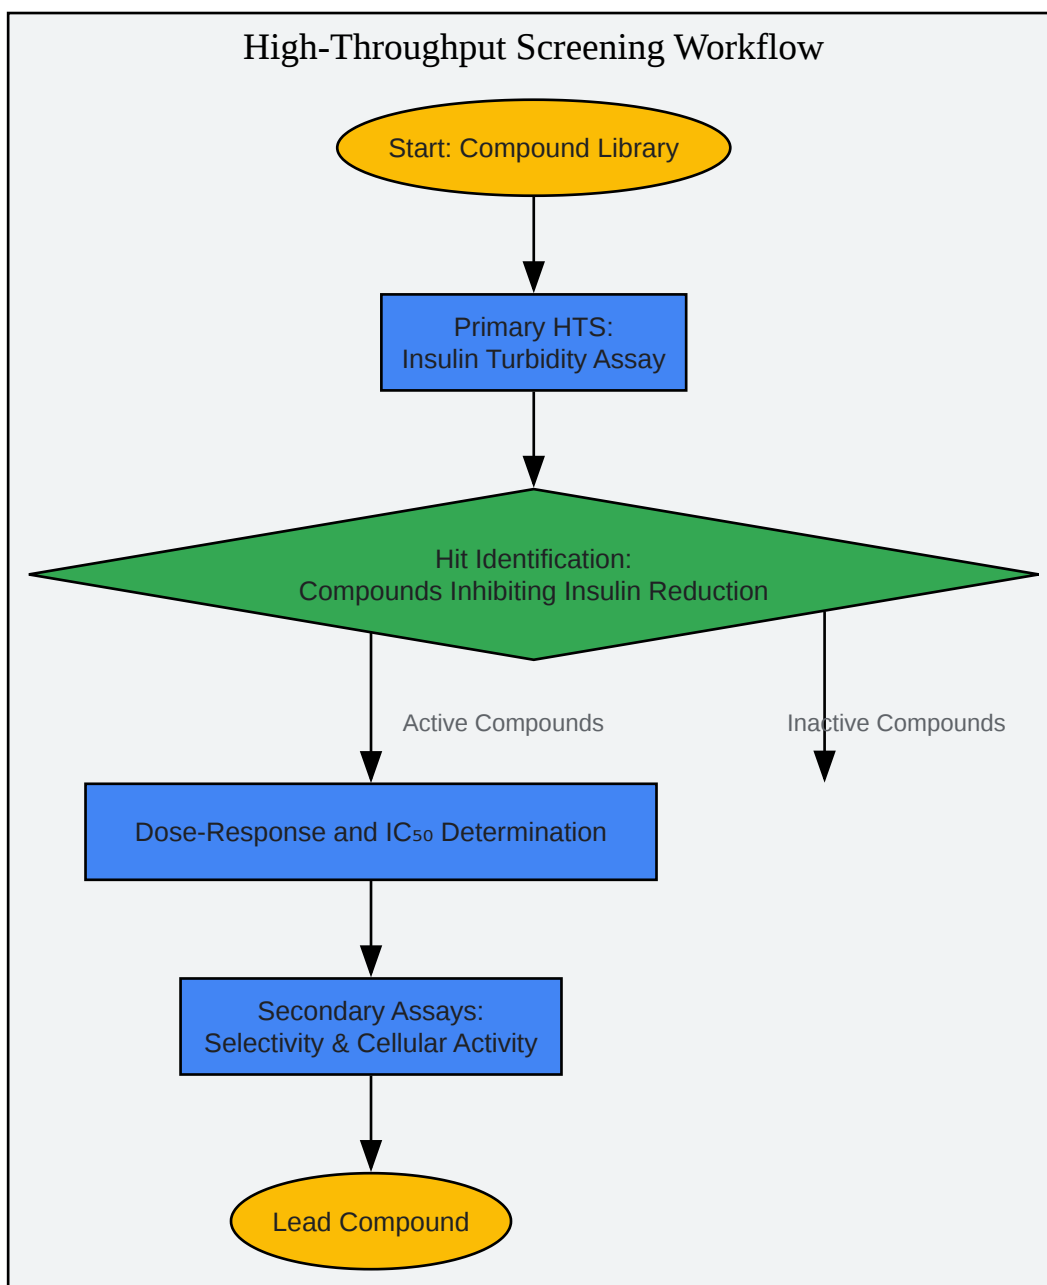 High-Throughput Screening Workflow
Start: Compound Library
Primary HTS:
Insulin Turbidity Assay
Hit Identification:
Compounds Inhibiting Insulin Reduction
Active Compounds
Inactive Compounds
Dose-Response and IC₅₀ Determination
Secondary Assays:
Selectivity & Cellular Activity
Lead Compound